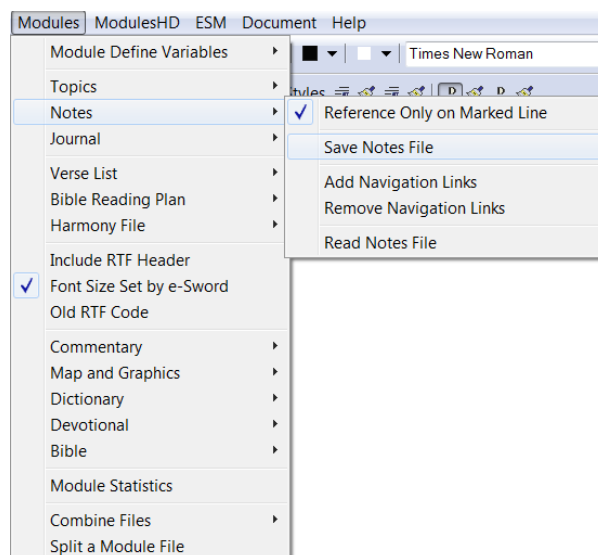 Modules ModulesHD ESM Document Help
Times New Roman
Module Define Variables
Topics
Notes
Journal
Verse List
Bible Reading Plan
Harmony File
Include RTF Header
Font Size Set by e-Sword
Old RTF Code
Commentary
Map and Graphics
Dictionary
Devotional
Bible
Module Statistics
Combine Files
Split a Module File
Reference Only on Marked Line
Save Notes File
Add Navigation Links
Remove Navigation Links
Read Notes File